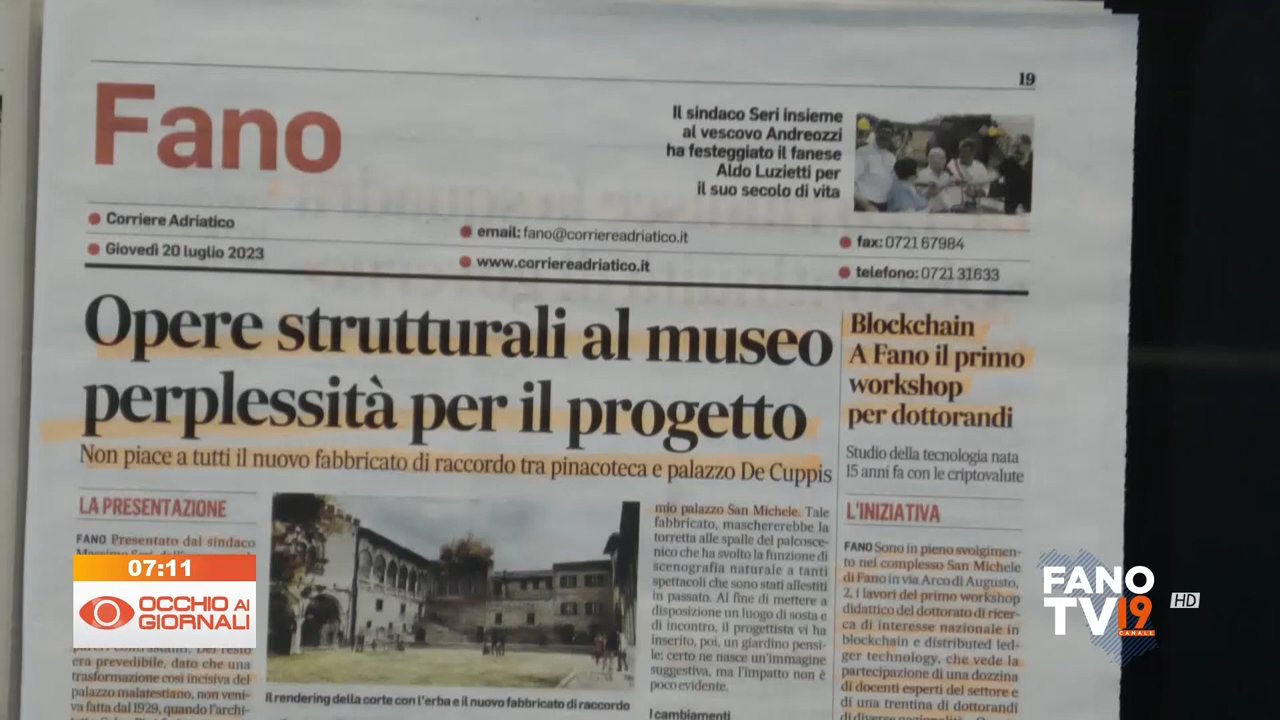 19
Fano
Il sindaco Seri insieme
al vescovo Andreozzi
ha festeggiato il fanese
Aldo Luzietti per
il suo secolo di vita
Corriere Adriatico
Giovedì 20 luglio 2023
email: fano@corriereadriatico.it
www.corriereadriatico.it
fax: 0721 67984
telefono: 0721 31633
Opere strutturali al museo
perplessità per il progetto
Non piace a tutti il nuovo fabbricato di raccordo tra pinacoteca e palazzo De Cuppis
LA PRESENTAZIONE
FANO Presentato dal sindaco
era prevedibile, dato che una
trasformazione così incisiva del
palazzo malatestiano, non veni-
va fatta dal 1929, quando l'archi-
Il rendering della corte con l'erba e il nuovo fabbricato di raccordo
mio palazzo San Michele. Tale
fabbricato, maschererebbe la
torretta alle spalle del palcosce-
nico che ha svolto la funzione di
scenografia naturale a tanti
spettacoli che sono stati allestiti
in passato. Al fine di mettere a
disposizione un luogo di sosta e
di incontro, il progettista vi ha
inserito, poi, un giardino pensi-
le; certo ne nasce un'immagine
suggestiva, ma l'impatto non è
poco evidente.
I cambiamenti
Blockchain
A Fano il primo
workshop
per dottorandi
Studio della tecnologia nata
15 anni fa con le criptovalute
L'INIZIATIVA
FANO Sono in pieno svolgimen-
to nel complesso San Michele
di Fano in via Arco di Augusto,
2, i lavori del primo workshop
didattico del dottorato di ricer-
ca di interesse nazionale in
blockchain e distributed led-
ger technology, che vede la
partecipazione di una dozzina
di docenti esperti del settore e
di una trentina di dottorandi
07:11
OCCHIO AI
GIORNALI
FANO
TV 19
CANALE
HD